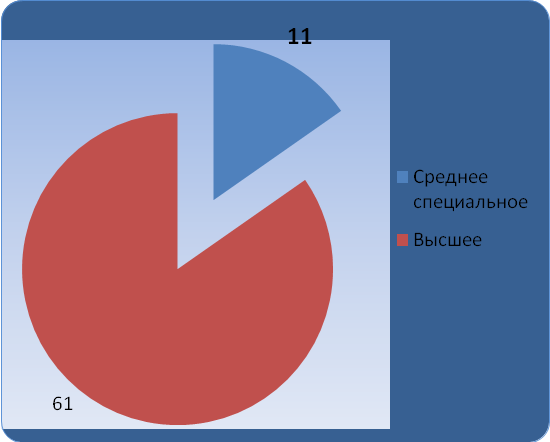 11
Среднее
специальное
Высшее
61